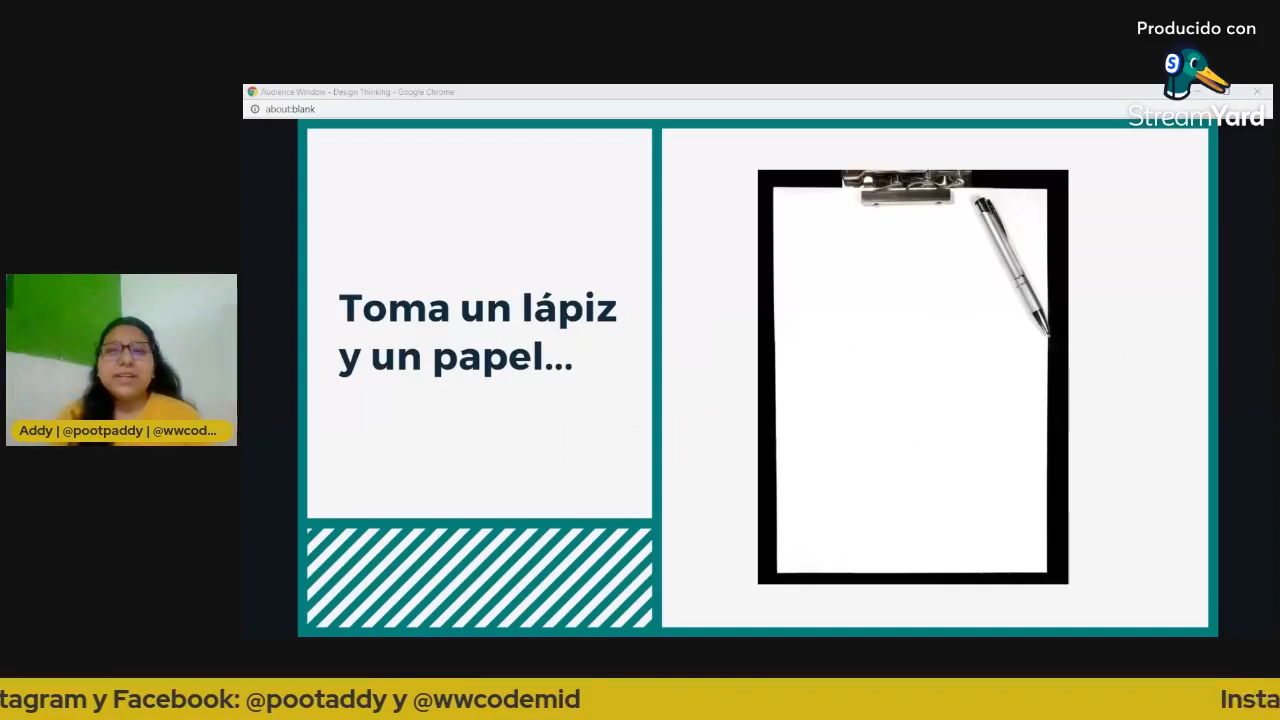 Producido con
S
StreamYard
Audience Window - Design Thinking - Google Chrome
about:blank
Toma un lápiz
y un papel...
Addy | @pootpaddy | @wwcod...
tagram y Facebook: @pootaddy y @wwcodemid
Insta